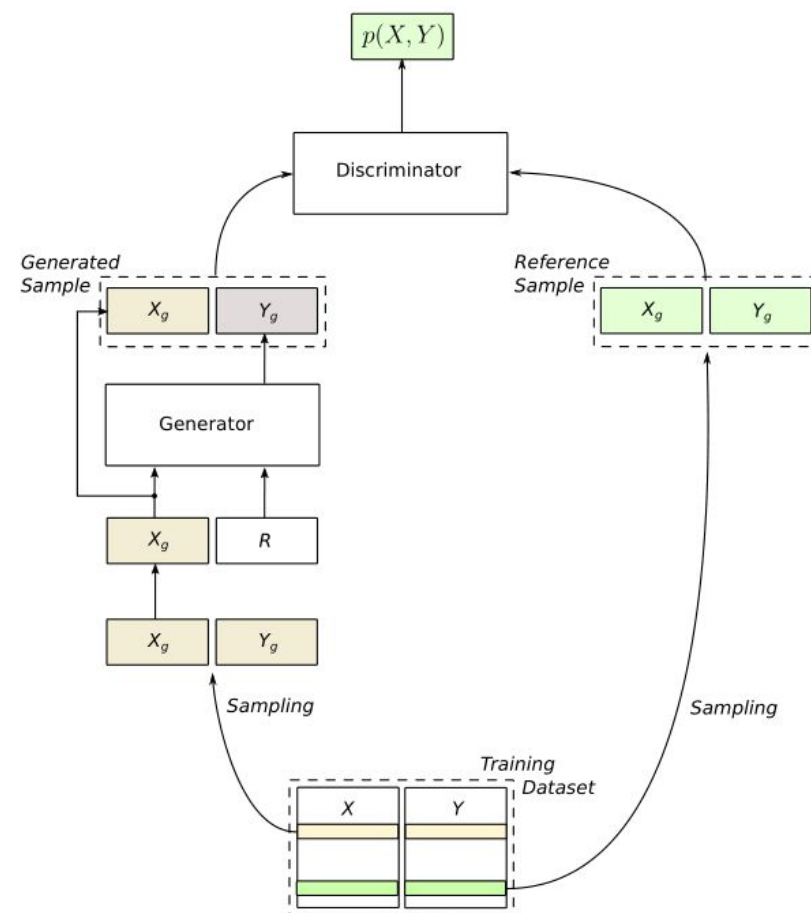 p(X, Y)
Discriminator
Generated
Sample
Reference
Sample
X_g Y_g
X_g Y_g
Generator
X_g R
X_g Y_g
Sampling
Sampling
Training
Dataset
X Y